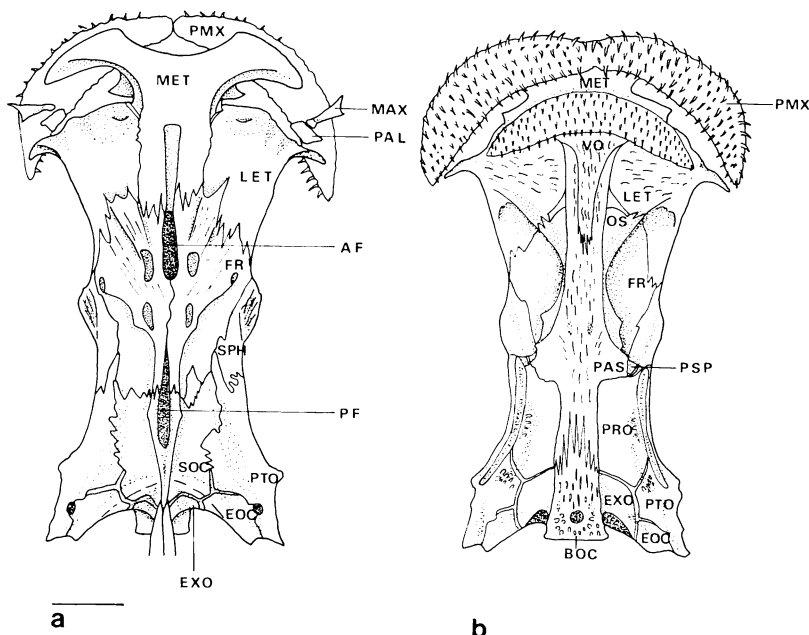 PMX
MET
MAX
PAL
LET
AF
FR
SPH
PF
SOC
PTO
EOC
EXO
a
MET
PMX
VO
LET
OS
FR
PAS
PSP
PRO
EXO
PTO
EOC
BOC
b